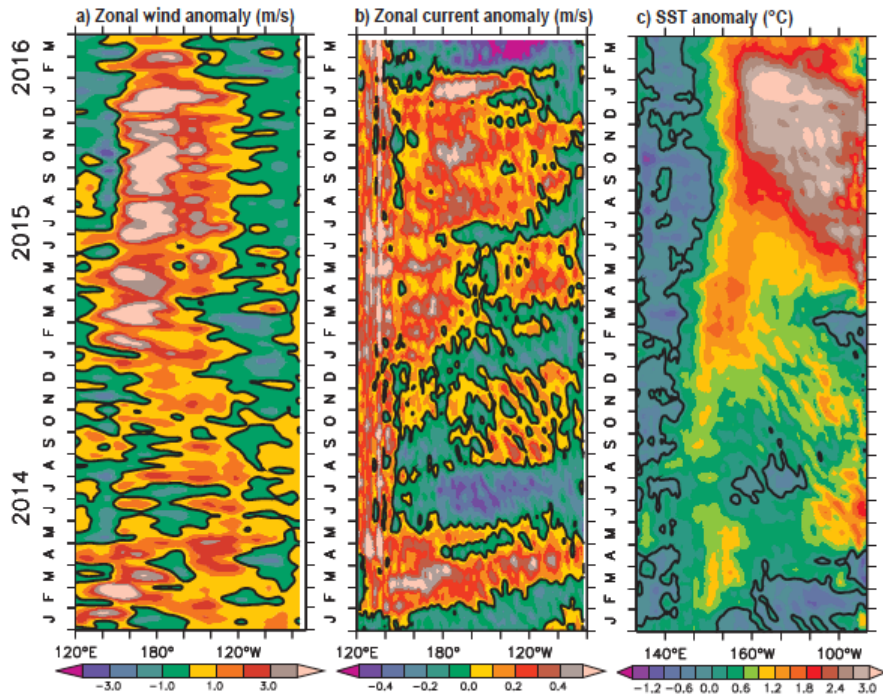 a) Zonal wind anomaly (m/s)
b) Zonal current anomaly (m/s)
c) SST anomaly (°C)
2016
2015
2014
M
F
J
D
N
O
S
A
J
J
M
A
M
F
J
D
N
O
S
A
J
J
M
A
M
F
J
M
F
J
D
N
O
S
A
J
J
M
A
M
F
J
D
N
O
S
A
J
J
M
A
M
F
J
M
F
J
D
N
O
S
A
J
J
M
A
M
F
J
D
N
O
S
A
J
J
M
A
M
F
J
120°E 180° 120°W
120°E 180° 120°W
140°E 160°W 100°W
−3.0 −1.0 1.0 3.0
−0.4 −0.2 0.0 0.2 0.4
−1.2 −0.6 0.0 0.6 1.2 1.8 2.4 3.0